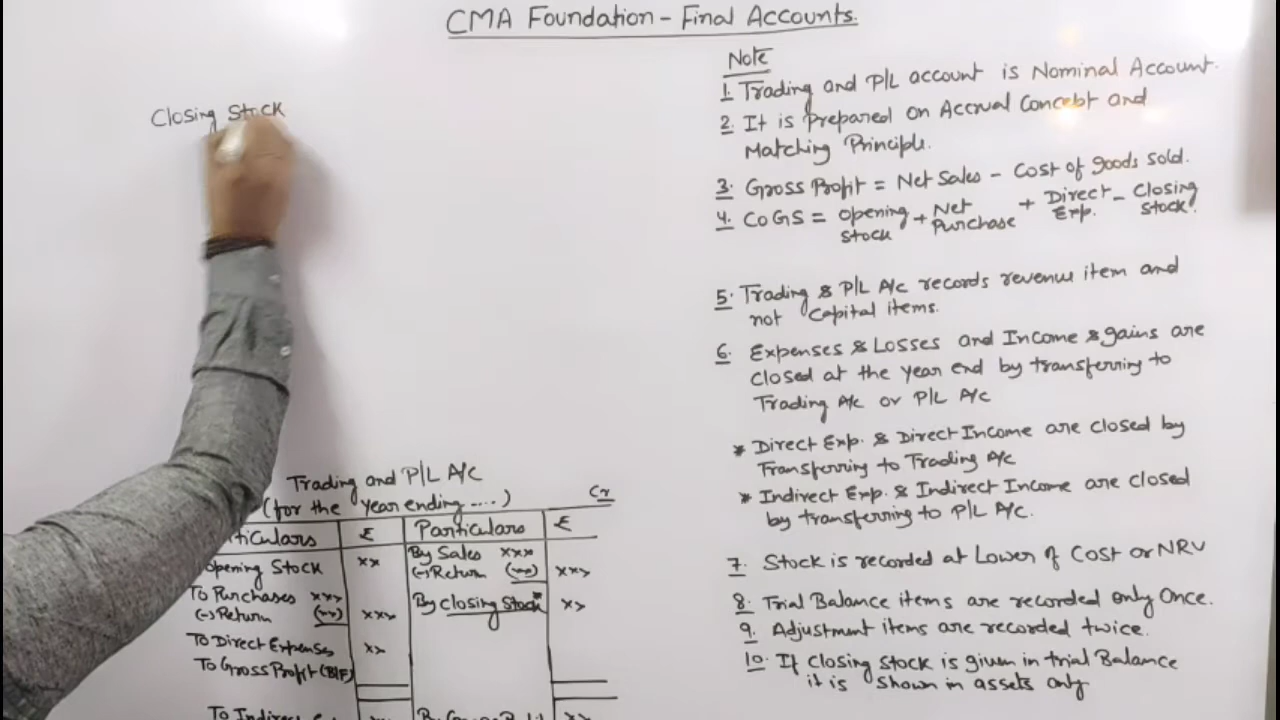 CMA Foundation - Final Accounts.
Closing Stock
Note
1. Trading and P/L account is Nominal Account.
2. It is prepared on Accrual Concept and
Matching Principle.
3. Gross Profit = Net Sales - Cost of goods sold.
4. COGS = Opening Stock + Net Purchase + Direct Exp. - Closing Stock.
5. Trading & P/L A/c records revenue item and
not Capital items.
6. Expenses & Losses and Income & gains are
closed at the year end by transferring to
Trading A/c or P/L A/c
* Direct Exp. & Direct Income are closed by
Transferring to Trading A/c
* Indirect Exp. & Indirect Income are closed
by transferring to P/L A/c.
7. Stock is recorded at Lower of Cost or NRV
8. Trial Balance items are recorded only Once.
9. Adjustment items are recorded twice.
10. If Closing Stock is given in trial Balance
it is shown in assets only
Trading and P/L A/c
(for the Year ending ....) Cr
ticulars ₹ Particulars ₹
Opening Stock xx By Sales xxx
(-) Return (xx) xxx
To Purchases xxx
(-) Return (xx) xxx By Closing Stock* xx
To Direct Expenses xx
To Gross Profit (B/F)